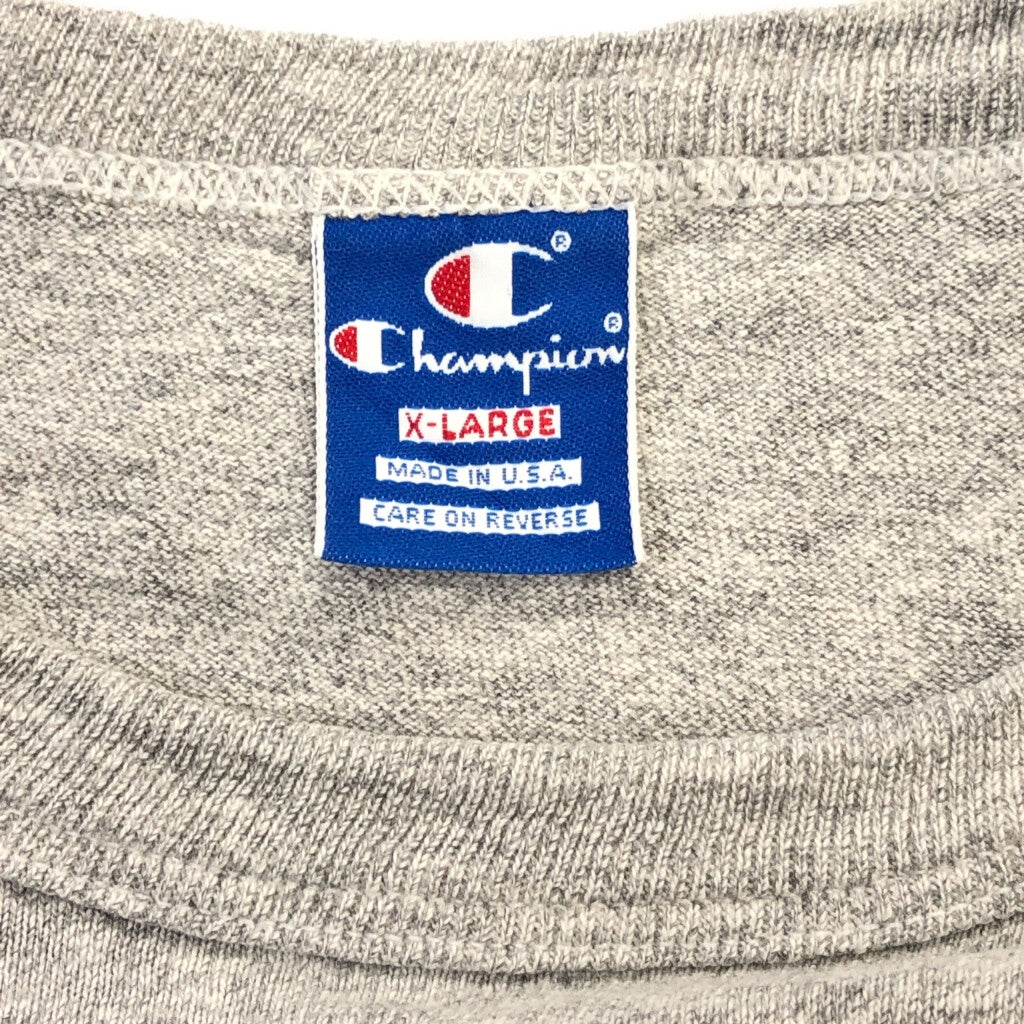 C®
Champion®
X-LARGE
MADE IN U.S.A.
CARE ON REVERSE